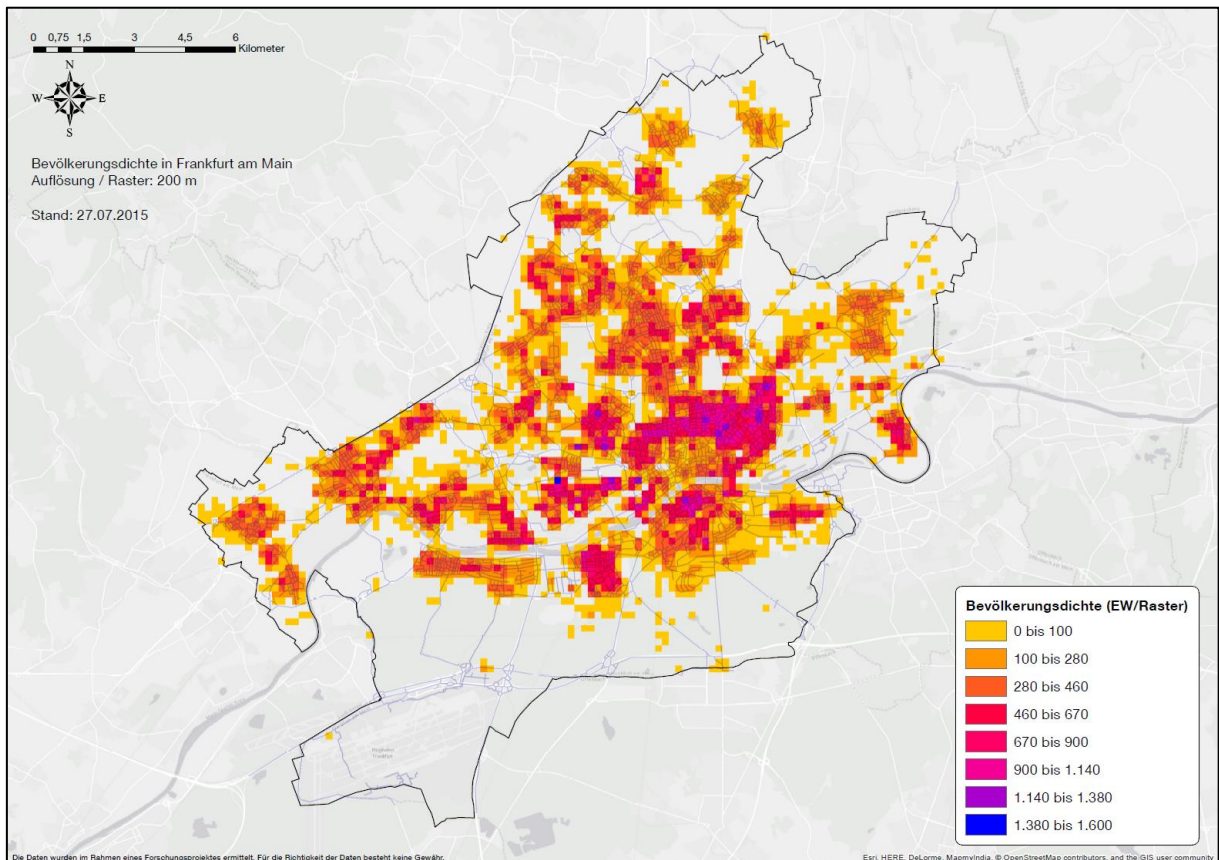 0 0,75 1,5 3 4,5 6
Kilometer
N
W E
S
Bevölkerungsdichte in Frankfurt am Main
Auflösung / Raster: 200 m
Stand: 27.07.2015
Bevölkerungsdichte (EW/Raster)
0 bis 100
100 bis 280
280 bis 460
460 bis 670
670 bis 900
900 bis 1.140
1.140 bis 1.380
1.380 bis 1.600
Flughafen
Frankfurt
Die Daten wurden im Rahmen eines Forschungsprojektes ermittelt. Für die Richtigkeit der Daten besteht keine Gewähr.
Esri, HERE, DeLorme, MapmyIndia, © OpenStreetMap contributors, and the GIS user community